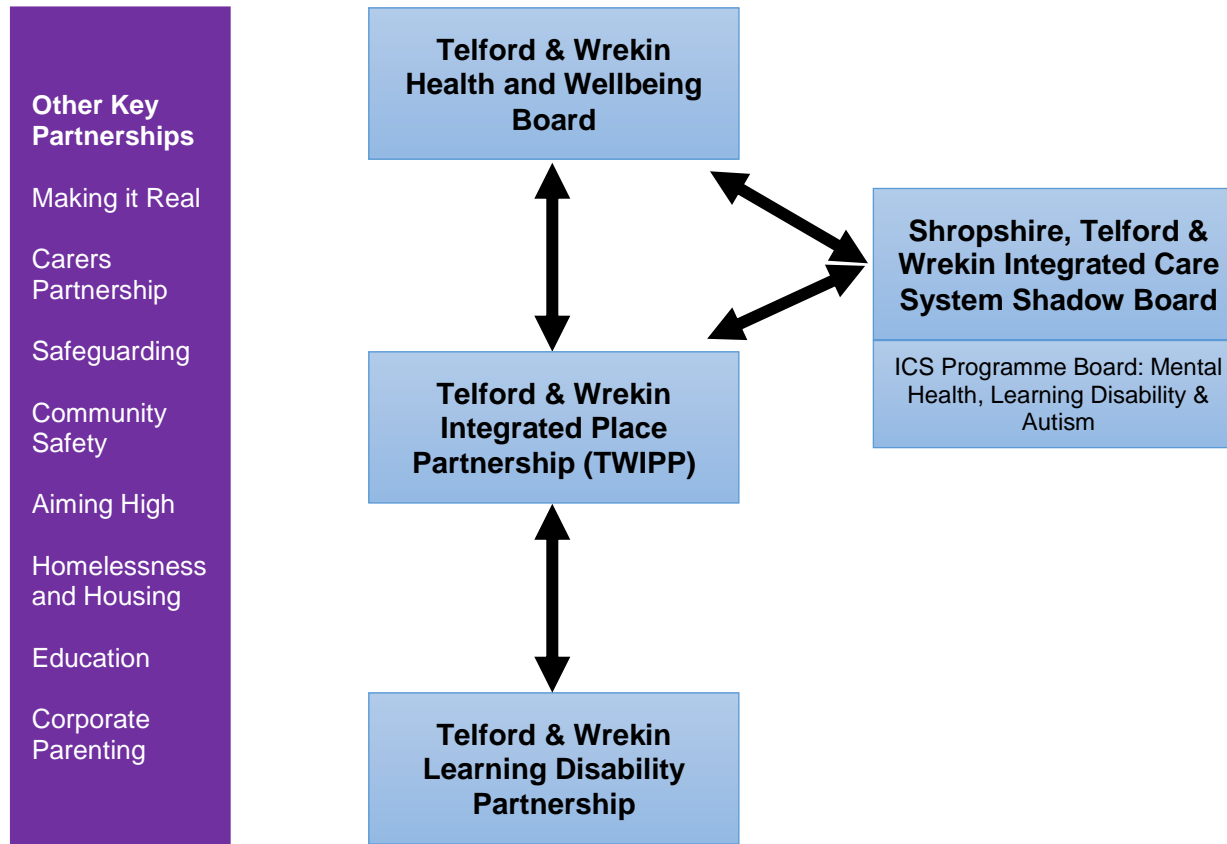 Other Key
Partnerships
Making it Real
Carers
Partnership
Safeguarding
Community
Safety
Aiming High
Homelessness
and Housing
Education
Corporate
Parenting
Telford & Wrekin
Health and Wellbeing
Board
Shropshire, Telford &
Wrekin Integrated Care
System Shadow Board
ICS Programme Board: Mental
Health, Learning Disability &
Autism
Telford & Wrekin
Integrated Place
Partnership (TWIPP)
Telford & Wrekin
Learning Disability
Partnership